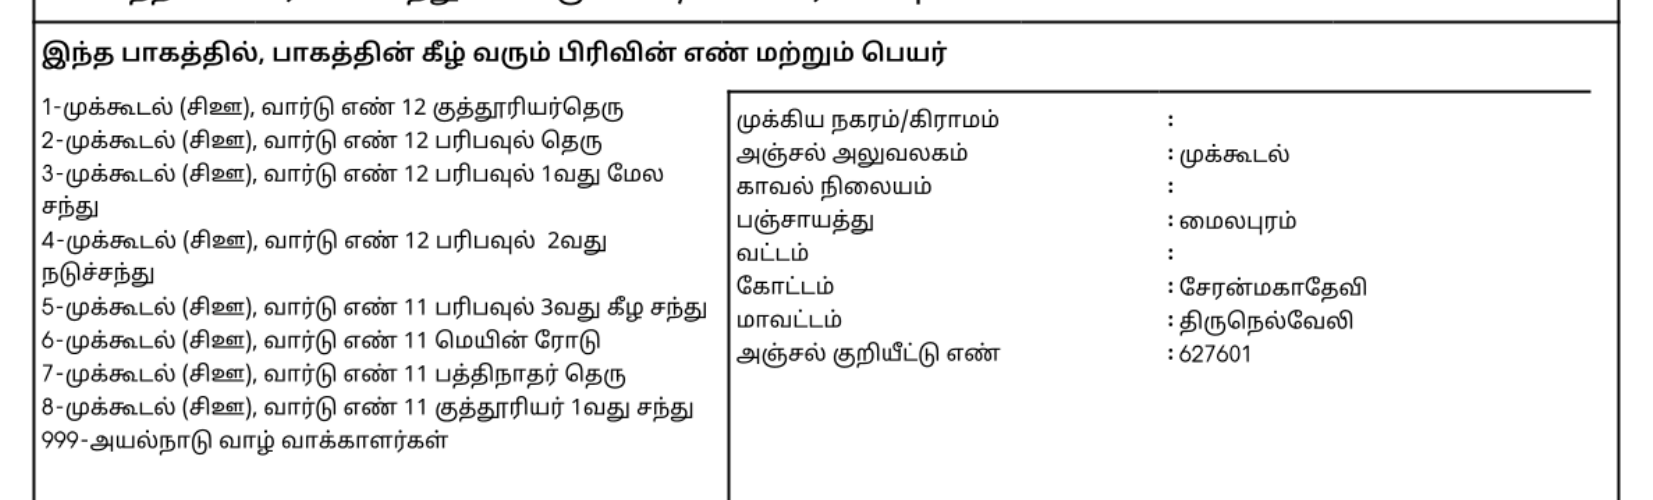 இந்த பாகத்தில், பாகத்தின் கீழ் வரும் பிரிவின் எண் மற்றும் பெயர்
1-முக்கூடல் (சிஊ), வார்டு எண் 12 குத்தூரியர்தெரு
2-முக்கூடல் (சிஊ), வார்டு எண் 12 பரிபவுல் தெரு
3-முக்கூடல் (சிஊ), வார்டு எண் 12 பரிபவுல் 1வது மேல
சந்து
4-முக்கூடல் (சிஊ), வார்டு எண் 12 பரிபவுல் 2வது
நடுச்சந்து
5-முக்கூடல் (சிஊ), வார்டு எண் 11 பரிபவுல் 3வது கீழ சந்து
6-முக்கூடல் (சிஊ), வார்டு எண் 11 மெயின் ரோடு
7-முக்கூடல் (சிஊ), வார்டு எண் 11 பத்திநாதர் தெரு
8-முக்கூடல் (சிஊ), வார்டு எண் 11 குத்தூரியர் 1வது சந்து
999-அயல்நாடு வாழ் வாக்காளர்கள்
முக்கிய நகரம்/கிராமம் :
அஞ்சல் அலுவலகம் : முக்கூடல்
காவல் நிலையம் :
பஞ்சாயத்து : மைலபுரம்
வட்டம் :
கோட்டம் : சேரன்மகாதேவி
மாவட்டம் : திருநெல்வேலி
அஞ்சல் குறியீட்டு எண் : 627601